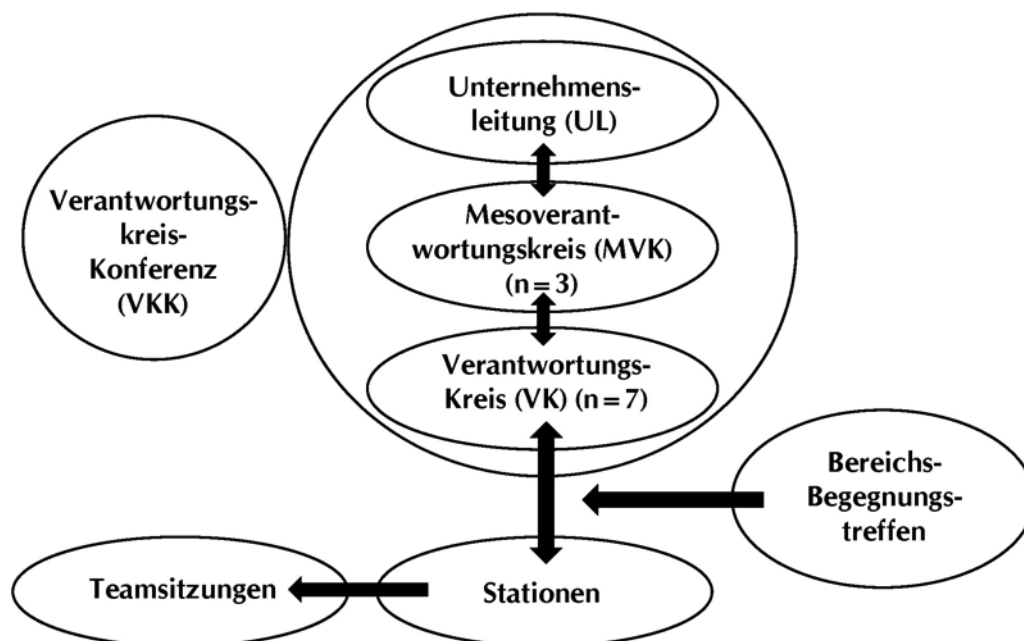 Unternehmens-
leitung (UL)
Verantwortungs-
kreis-
Konferenz
(VKK)
Mesoverant-
wortungskreis (MVK)
(n = 3)
Verantwortungs-
Kreis (VK) (n = 7)
Bereichs-
Begegnungs-
treffen
Teamsitzungen
Stationen